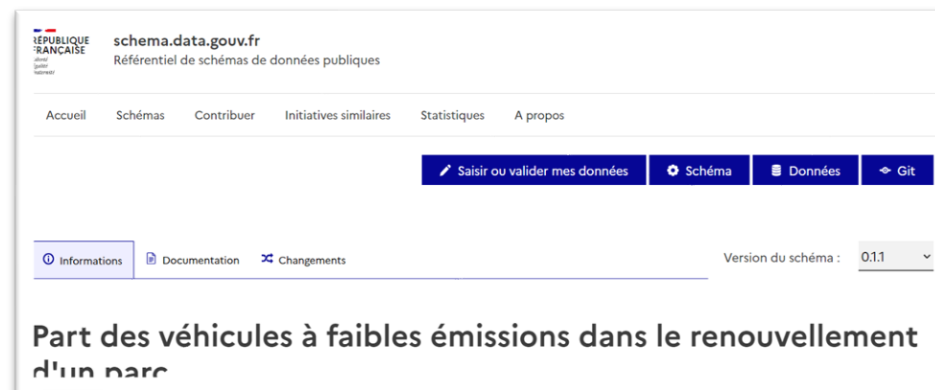 RÉPUBLIQUE
FRANÇAISE
schema.data.gouv.fr
Référentiel de schémas de données publiques
Accueil Schémas Contribuer Initiatives similaires Statistiques A propos
Saisir ou valider mes données Schéma Données Git
Informations Documentation Changements Version du schéma : 0.1.1
Part des véhicules à faibles émissions dans le renouvellement
d'un parc